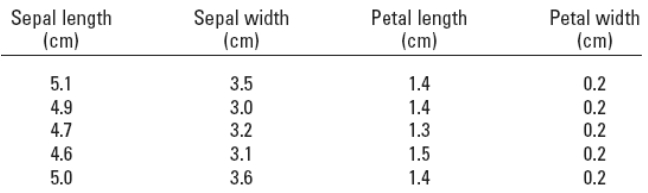 Sepal length Sepal width Petal length Petal width
(cm) (cm) (cm) (cm)
5.1 3.5 1.4 0.2
4.9 3.0 1.4 0.2
4.7 3.2 1.3 0.2
4.6 3.1 1.5 0.2
5.0 3.6 1.4 0.2